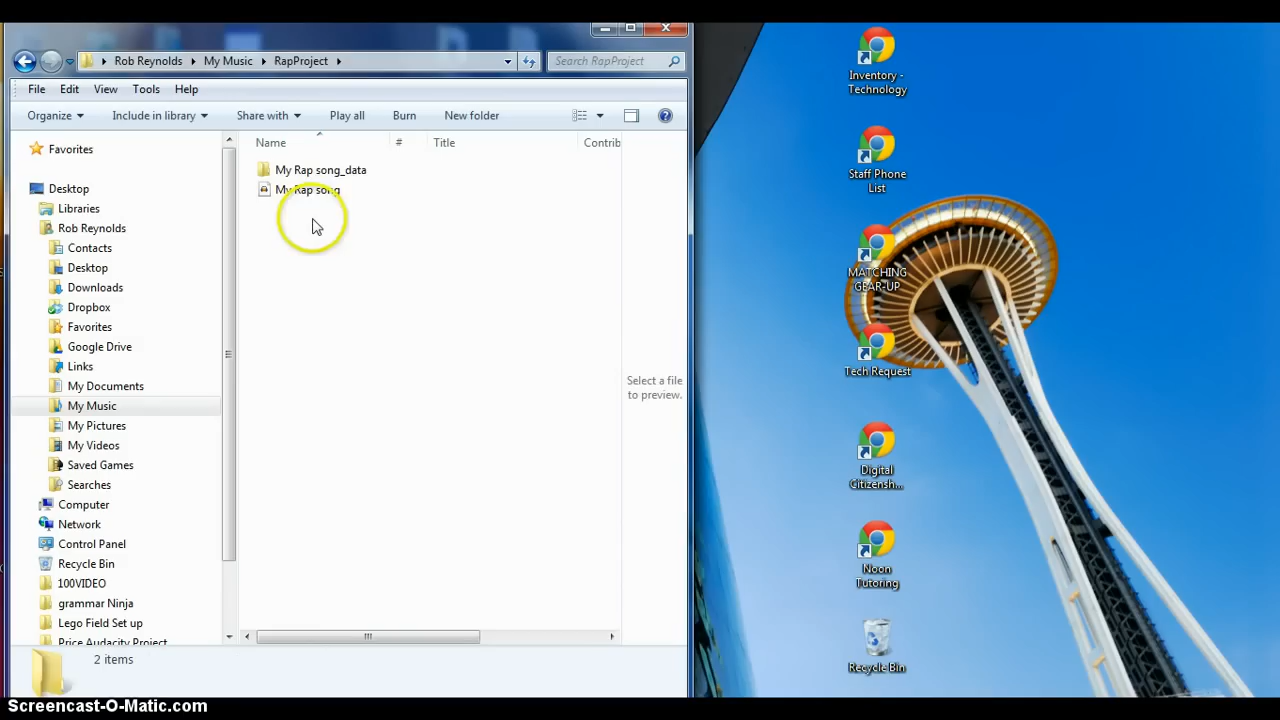 Rob Reynolds
My Music
RapProject
Search RapProject
File
Edit
View
Tools
Help
Organize
Include in library
Share with
Play all
Burn
New folder
Name
#
Title
Contrib
My Rap song_data
My Rap song
Select a file
to preview.
Favorites
Desktop
Libraries
Rob Reynolds
Contacts
Desktop
Downloads
Dropbox
Favorites
Google Drive
Links
My Documents
My Music
My Pictures
My Videos
Saved Games
Searches
Computer
Network
Control Panel
Recycle Bin
100VIDEO
grammar Ninja
Lego Field Set up
Price Audacity Project
2 items
Inventory -
Technology
Staff Phone
List
MATCHING
GEAR-UP
Tech Request
Digital
Citizensh...
Noon
Tutoring
Recycle Bin
Screencast-O-Matic.com